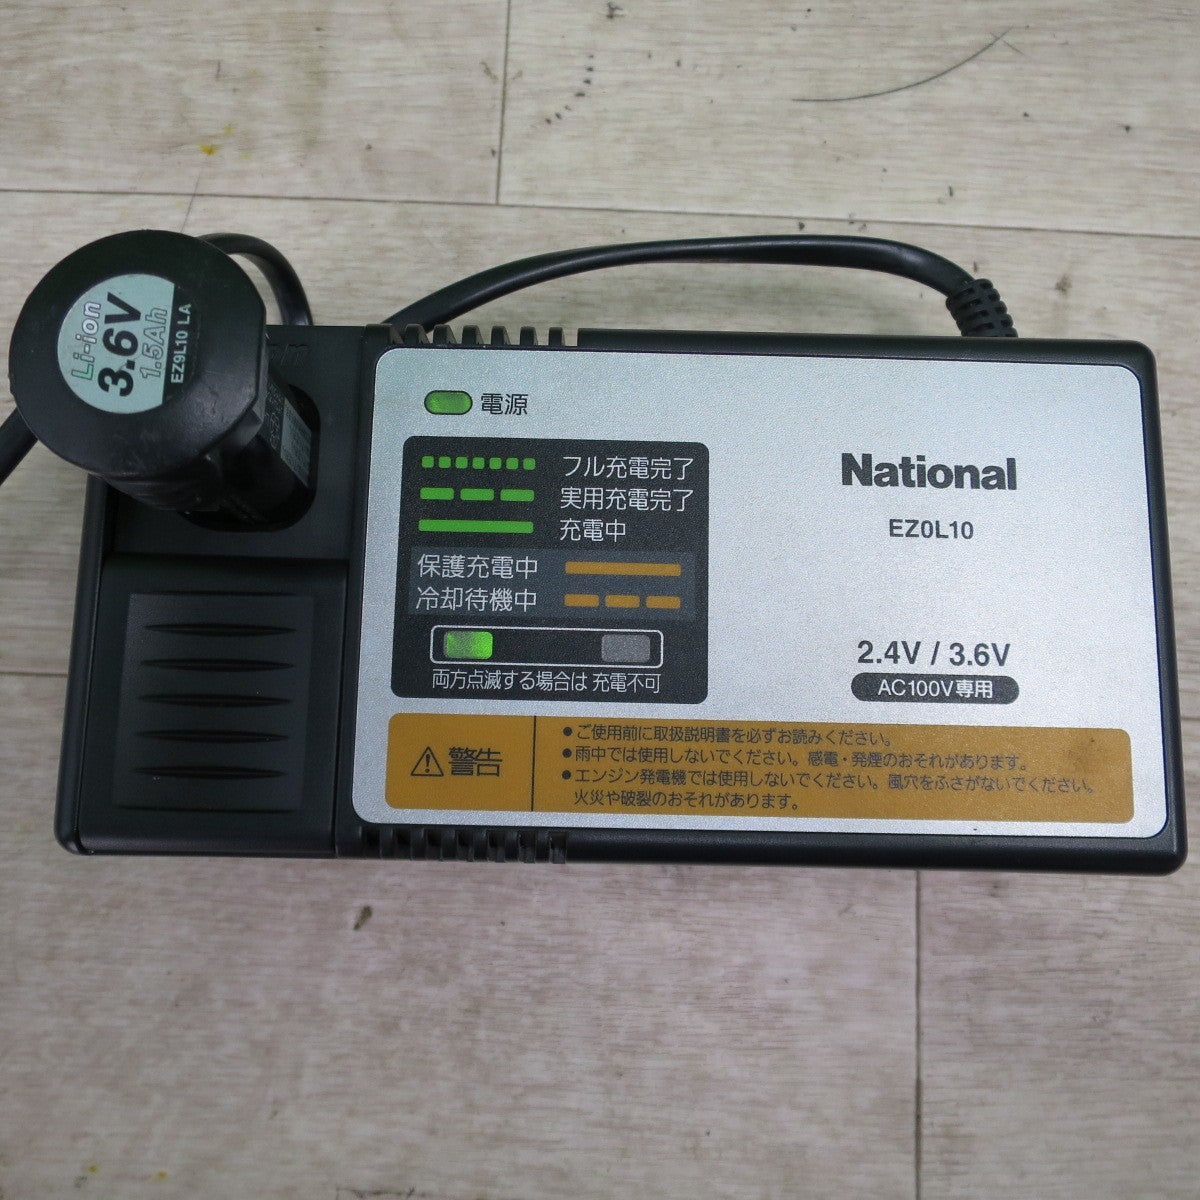 Li-ion
3.6V
1.5Ah
EZ9L10 LA
電源
フル充電完了
実用充電完了
充電中
保護充電中
冷却待機中
両方点滅する場合は 充電不可
National
EZ0L10
2.4V / 3.6V
AC100V専用
警告
●ご使用前に取扱説明書を必ずお読みください。
●雨中では使用しないでください。感電・発煙のおそれがあります。
●エンジン発電機では使用しないでください。風穴をふさがないでください。
火災や破裂のおそれがあります。